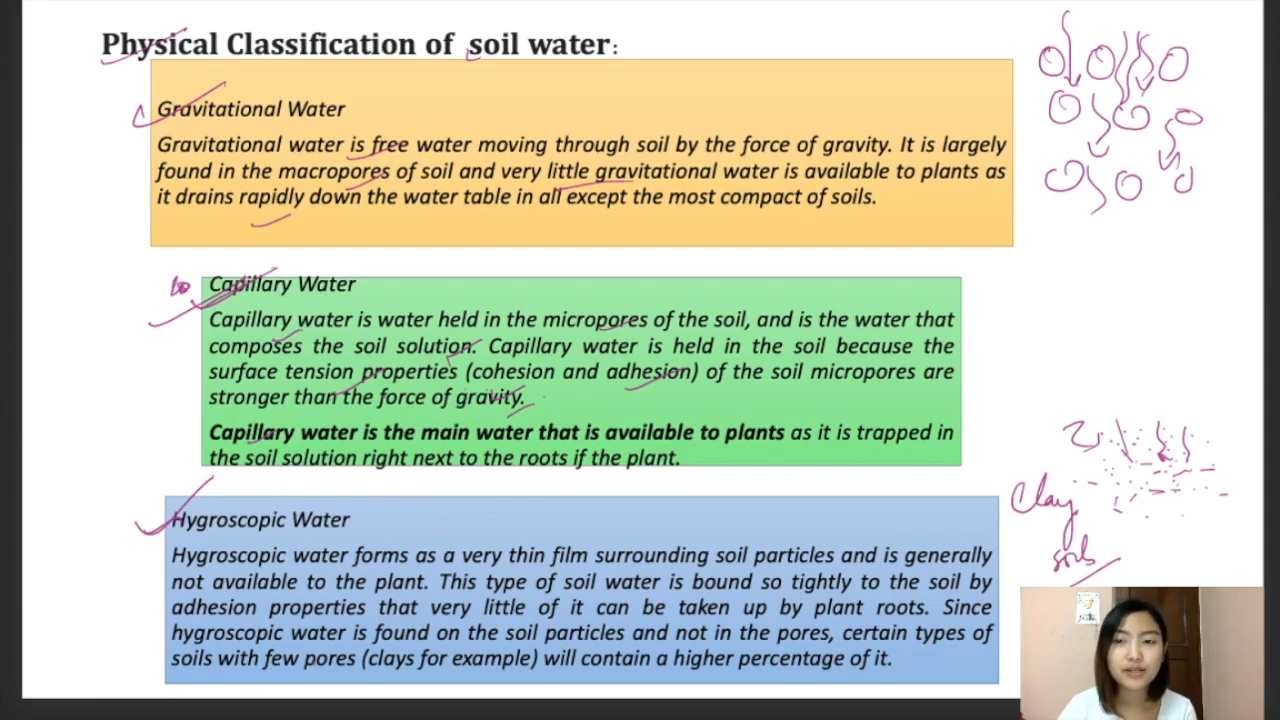 Physical Classification of soil water:
Gravitational Water
Gravitational water is free water moving through soil by the force of gravity. It is largely
found in the macropores of soil and very little gravitational water is available to plants as
it drains rapidly down the water table in all except the most compact of soils.
Capillary Water
Capillary water is water held in the micropores of the soil, and is the water that
composes the soil solution. Capillary water is held in the soil because the
surface tension properties (cohesion and adhesion) of the soil micropores are
stronger than the force of gravity.
Capillary water is the main water that is available to plants as it is trapped in
the soil solution right next to the roots if the plant.
Clay
soils
Hygroscopic Water
Hygroscopic water forms as a very thin film surrounding soil particles and is generally
not available to the plant. This type of soil water is bound so tightly to the soil by
adhesion properties that very little of it can be taken up by plant roots. Since
hygroscopic water is found on the soil particles and not in the pores, certain types of
soils with few pores (clays for example) will contain a higher percentage of it.